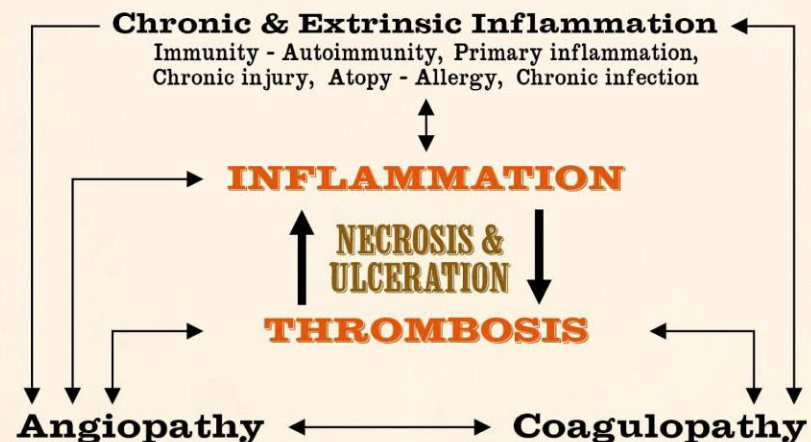 Chronic & Extrinsic Inflammation
Immunity - Autoimmunity, Primary inflammation,
Chronic injury, Atopy - Allergy, Chronic infection
INFLAMMATION
NECROSIS &
ULCERATION
THROMBOSIS
Angiopathy
Coagulopathy